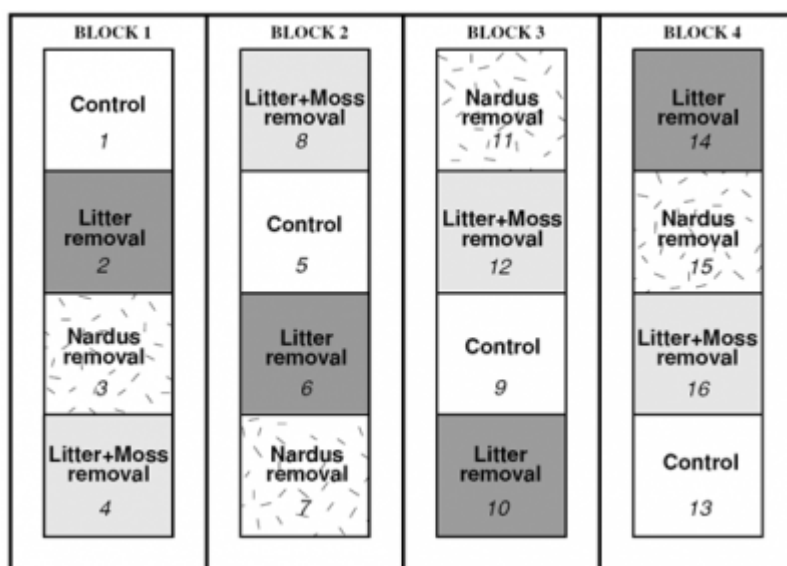 BLOCK 1
Control
1
Litter
removal
2
Nardus
removal
3
Litter+Moss
removal
4
BLOCK 2
Litter+Moss
removal
8
Control
5
Litter
removal
6
Nardus
removal
7
BLOCK 3
Nardus
removal
11
Litter+Moss
removal
12
Control
9
Litter
removal
10
BLOCK 4
Litter
removal
14
Nardus
removal
15
Litter+Moss
removal
16
Control
13